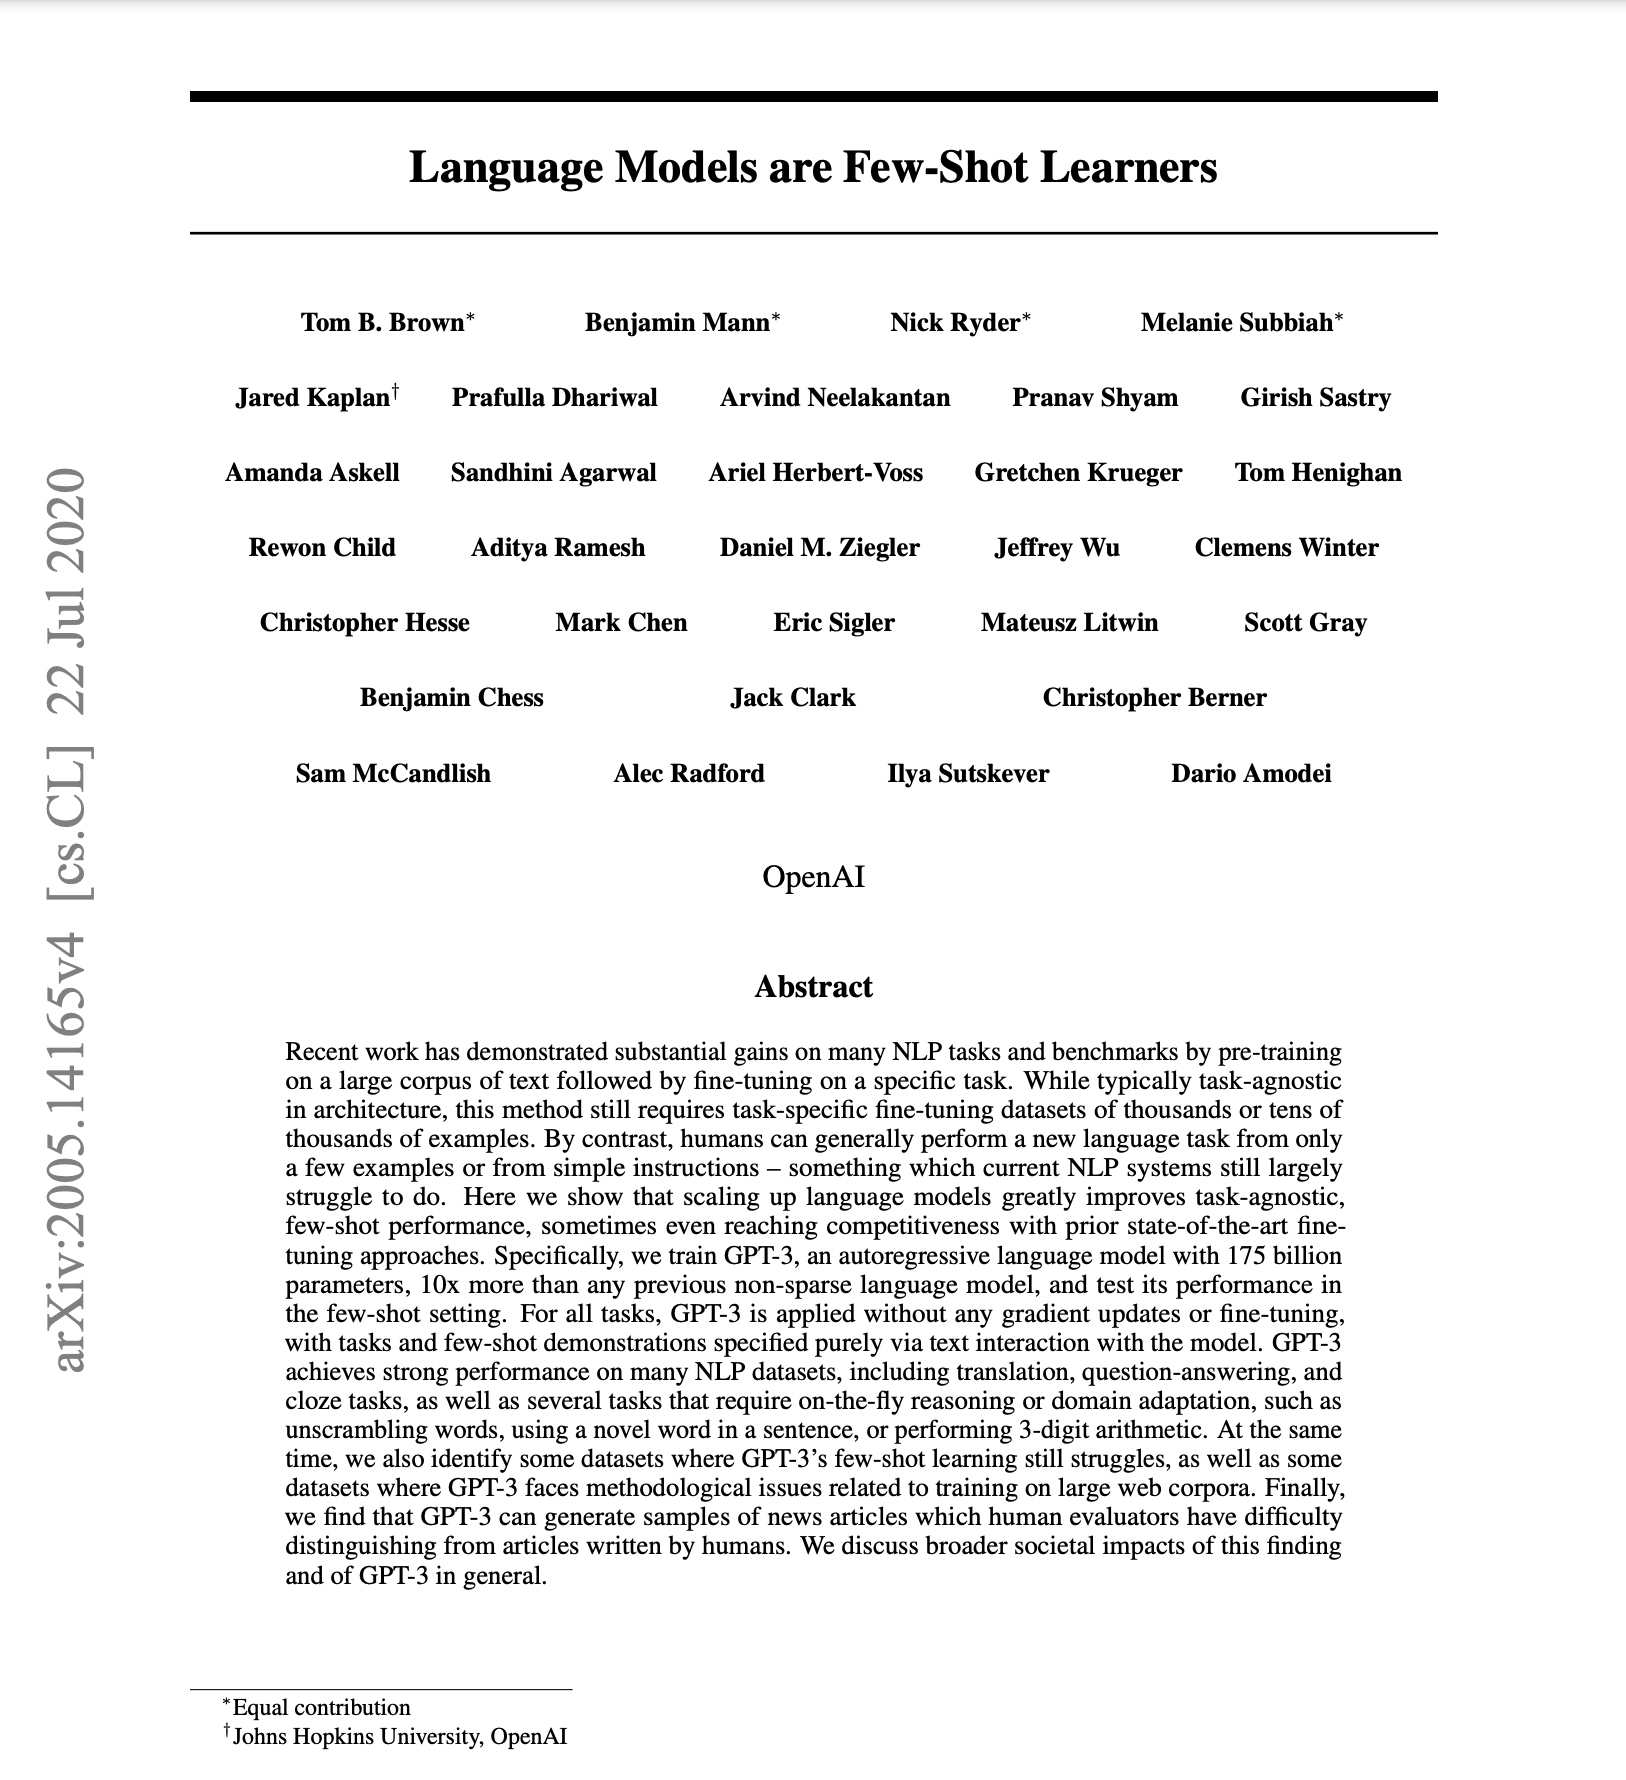 Language Models are Few-Shot Learners
Tom B. Brown* Benjamin Mann* Nick Ryder* Melanie Subbiah*
Jared Kaplan† Prafulla Dhariwal Arvind Neelakantan Pranav Shyam Girish Sastry
Amanda Askell Sandhini Agarwal Ariel Herbert-Voss Gretchen Krueger Tom Henighan
Rewon Child Aditya Ramesh Daniel M. Ziegler Jeffrey Wu Clemens Winter
Christopher Hesse Mark Chen Eric Sigler Mateusz Litwin Scott Gray
Benjamin Chess Jack Clark Christopher Berner
Sam McCandlish Alec Radford Ilya Sutskever Dario Amodei
OpenAI
Abstract
Recent work has demonstrated substantial gains on many NLP tasks and benchmarks by pre-training
on a large corpus of text followed by fine-tuning on a specific task. While typically task-agnostic
in architecture, this method still requires task-specific fine-tuning datasets of thousands or tens of
thousands of examples. By contrast, humans can generally perform a new language task from only
a few examples or from simple instructions – something which current NLP systems still largely
struggle to do. Here we show that scaling up language models greatly improves task-agnostic,
few-shot performance, sometimes even reaching competitiveness with prior state-of-the-art fine-
tuning approaches. Specifically, we train GPT-3, an autoregressive language model with 175 billion
parameters, 10x more than any previous non-sparse language model, and test its performance in
the few-shot setting. For all tasks, GPT-3 is applied without any gradient updates or fine-tuning,
with tasks and few-shot demonstrations specified purely via text interaction with the model. GPT-3
achieves strong performance on many NLP datasets, including translation, question-answering, and
cloze tasks, as well as several tasks that require on-the-fly reasoning or domain adaptation, such as
unscrambling words, using a novel word in a sentence, or performing 3-digit arithmetic. At the same
time, we also identify some datasets where GPT-3’s few-shot learning still struggles, as well as some
datasets where GPT-3 faces methodological issues related to training on large web corpora. Finally,
we find that GPT-3 can generate samples of news articles which human evaluators have difficulty
distinguishing from articles written by humans. We discuss broader societal impacts of this finding
and of GPT-3 in general.
*Equal contribution
†Johns Hopkins University, OpenAI
arXiv:2005.14165v4 [cs.CL] 22 Jul 2020